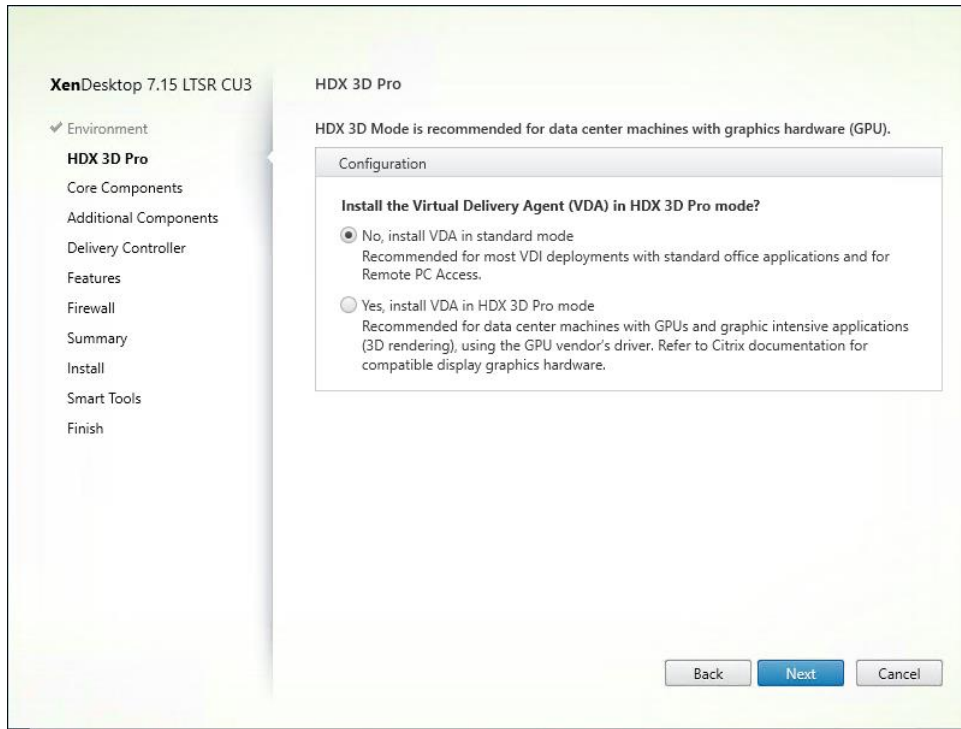 XenDesktop 7.15 LTSR CU3
Environment
HDX 3D Pro
Core Components
Additional Components
Delivery Controller
Features
Firewall
Summary
Install
Smart Tools
Finish
HDX 3D Pro
HDX 3D Mode is recommended for data center machines with graphics hardware (GPU).
Configuration
Install the Virtual Delivery Agent (VDA) in HDX 3D Pro mode?
No, install VDA in standard mode
Recommended for most VDI deployments with standard office applications and for
Remote PC Access.
Yes, install VDA in HDX 3D Pro mode
Recommended for data center machines with GPUs and graphic intensive applications
(3D rendering), using the GPU vendor's driver. Refer to Citrix documentation for
compatible display graphics hardware.
Back
Next
Cancel